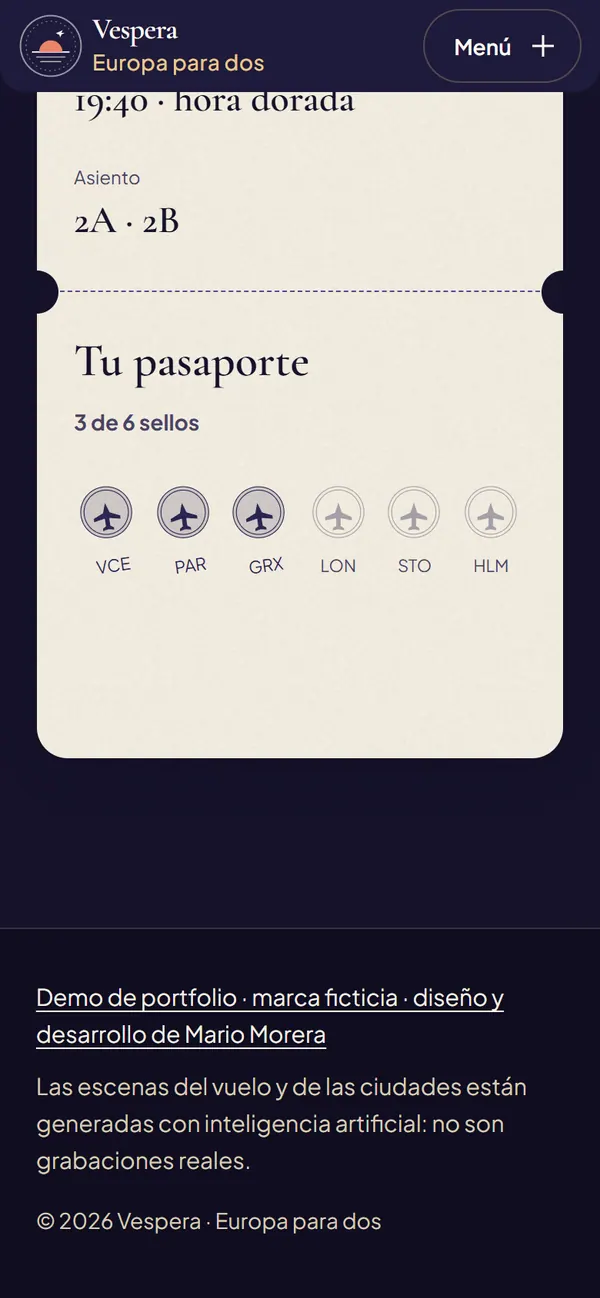 Vespera
Europa para dos
Menú
19:40 · hora dorada
Asiento
2A · 2B
Tu pasaporte
3 de 6 sellos
VCE PAR GRX LON STO HLM
Demo de portfolio · marca ficticia · diseño y
desarrollo de Mario Morera
Las escenas del vuelo y de las ciudades están
generadas con inteligencia artificial: no son
grabaciones reales.
© 2026 Vespera · Europa para dos